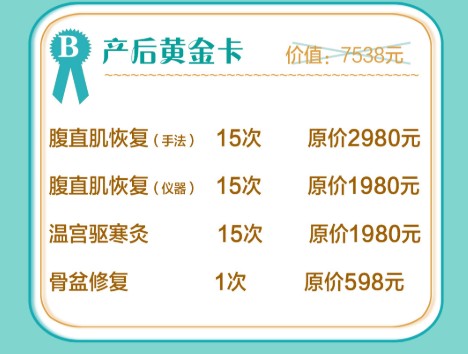 B 产后黄金卡 价值：7538元
腹直肌恢复（手法） 15次 原价2980元
腹直肌恢复（仪器） 15次 原价1980元
温宫驱寒灸 15次 原价1980元
骨盆修复 1次 原价598元